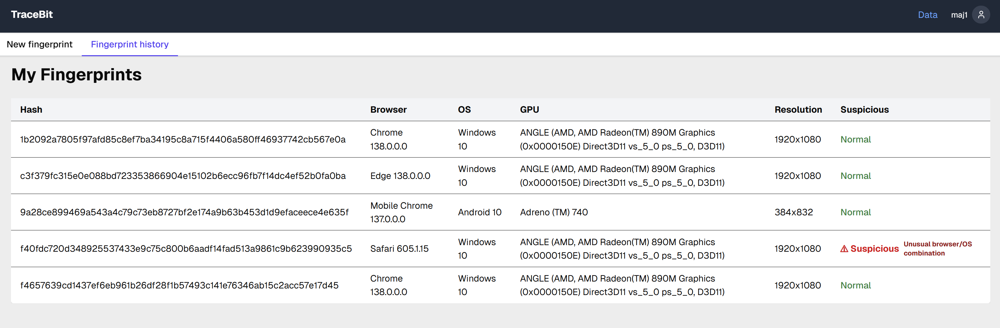 TraceBit
Data maj1
New fingerprint Fingerprint history
My Fingerprints
Hash Browser OS GPU Resolution Suspicious
1b2092a7805f97afd85c8ef7ba34195c8a715f4406a580ff46937742cb567e0a
Chrome
138.0.0.0
Windows
10
ANGLE (AMD, AMD Radeon(TM) 890M Graphics
(0x0000150E) Direct3D11 vs_5_0 ps_5_0, D3D11)
1920x1080
Normal
c3f379fc315e0e088bd723353866904e15102b6ecc96fb7f14dc4ef52b0fa0ba
Edge 138.0.0.0
Windows
10
ANGLE (AMD, AMD Radeon(TM) 890M Graphics
(0x0000150E) Direct3D11 vs_5_0 ps_5_0, D3D11)
1920x1080
Normal
9a28ce899469a543a4c79c73eb8727bf2e174a9b63b453d1d9efaceece4e635f
Mobile Chrome
137.0.0.0
Android 10
Adreno (TM) 740
384x832
Normal
f40fdc720d348925537433e9c75c800b6aadf14fad513a9861c9b623990935c5
Safari 605.1.15
Windows
10
ANGLE (AMD, AMD Radeon(TM) 890M Graphics
(0x0000150E) Direct3D11 vs_5_0 ps_5_0, D3D11)
1920x1080
Suspicious
Unusual browser/OS
combination
f4657639cd1437ef6eb961b26df28f1b57493c141e76346ab15c2acc57e17d45
Chrome
138.0.0.0
Windows
10
ANGLE (AMD, AMD Radeon(TM) 890M Graphics
(0x0000150E) Direct3D11 vs_5_0 ps_5_0, D3D11)
1920x1080
Normal